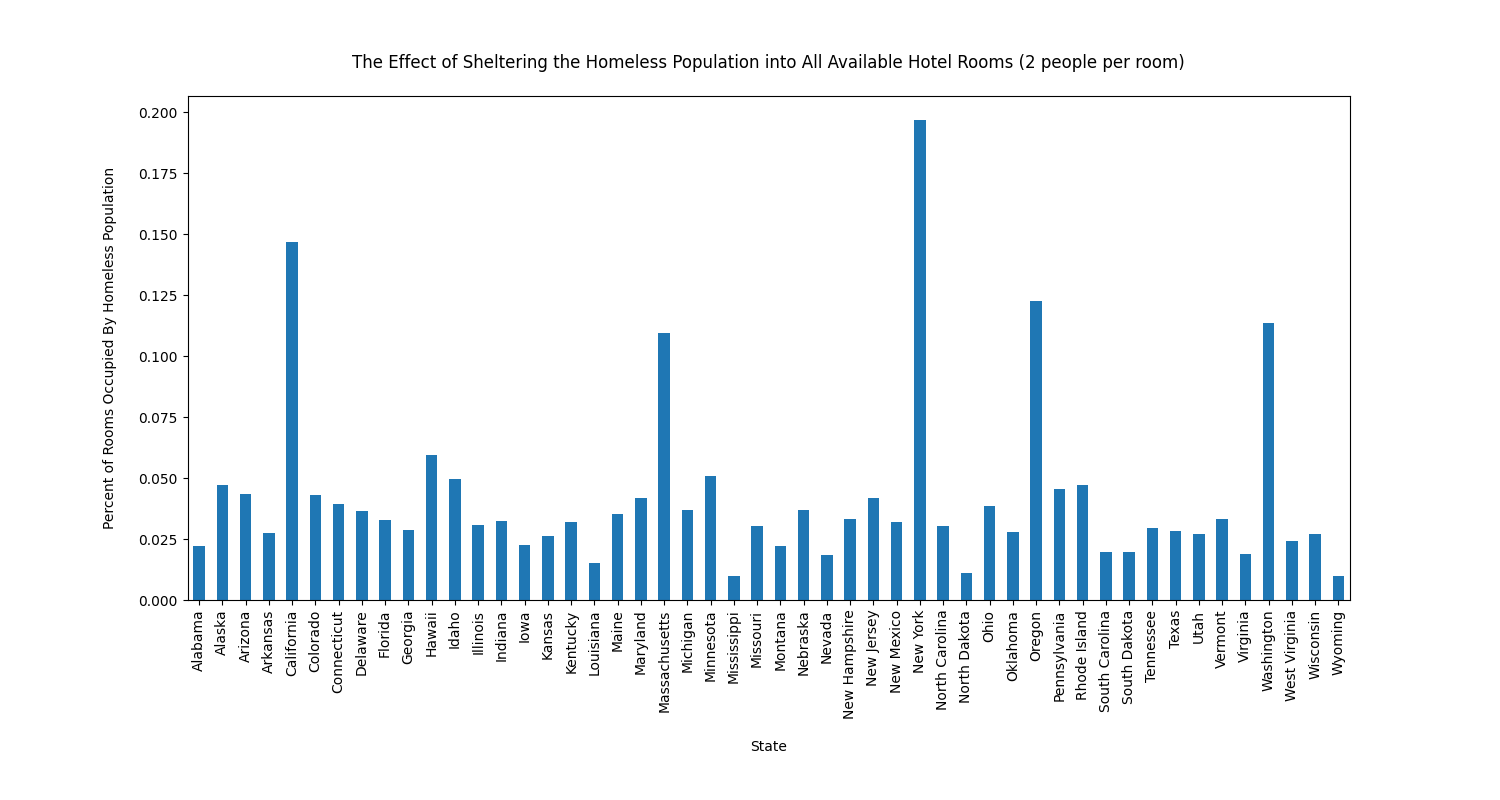 The Effect of Sheltering the Homeless Population into All Available Hotel Rooms (2 people per room)
Percent of Rooms Occupied By Homeless Population
0.200
0.175
0.150
0.125
0.100
0.075
0.050
0.025
0.000
Alabama
Alaska
Arizona
Arkansas
California
Colorado
Connecticut
Delaware
Florida
Georgia
Hawaii
Idaho
Illinois
Indiana
Iowa
Kansas
Kentucky
Louisiana
Maine
Maryland
Massachusetts
Michigan
Minnesota
Mississippi
Missouri
Montana
Nebraska
Nevada
New Hampshire
New Jersey
New Mexico
New York
North Carolina
North Dakota
Ohio
Oklahoma
Oregon
Pennsylvania
Rhode Island
South Carolina
South Dakota
Tennessee
Texas
Utah
Vermont
Virginia
Washington
West Virginia
Wisconsin
Wyoming
State